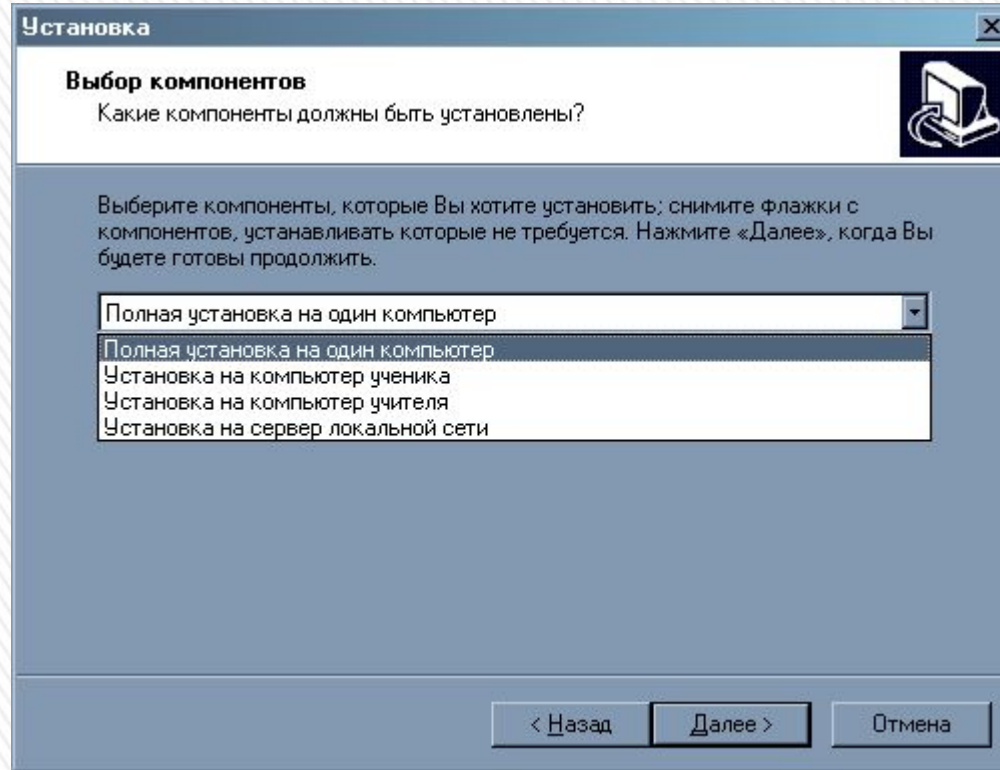 Установка
Выбор компонентов
Какие компоненты должны быть установлены?
Выберите компоненты, которые Вы хотите установить; снимите флажки с
компонентов, устанавливать которые не требуется. Нажмите «Далее», когда Вы
будете готовы продолжить.
Полная установка на один компьютер
Полная установка на один компьютер
Установка на компьютер ученика
Установка на компьютер учителя
Установка на сервер локальной сети
< Назад
Далее >
Отмена